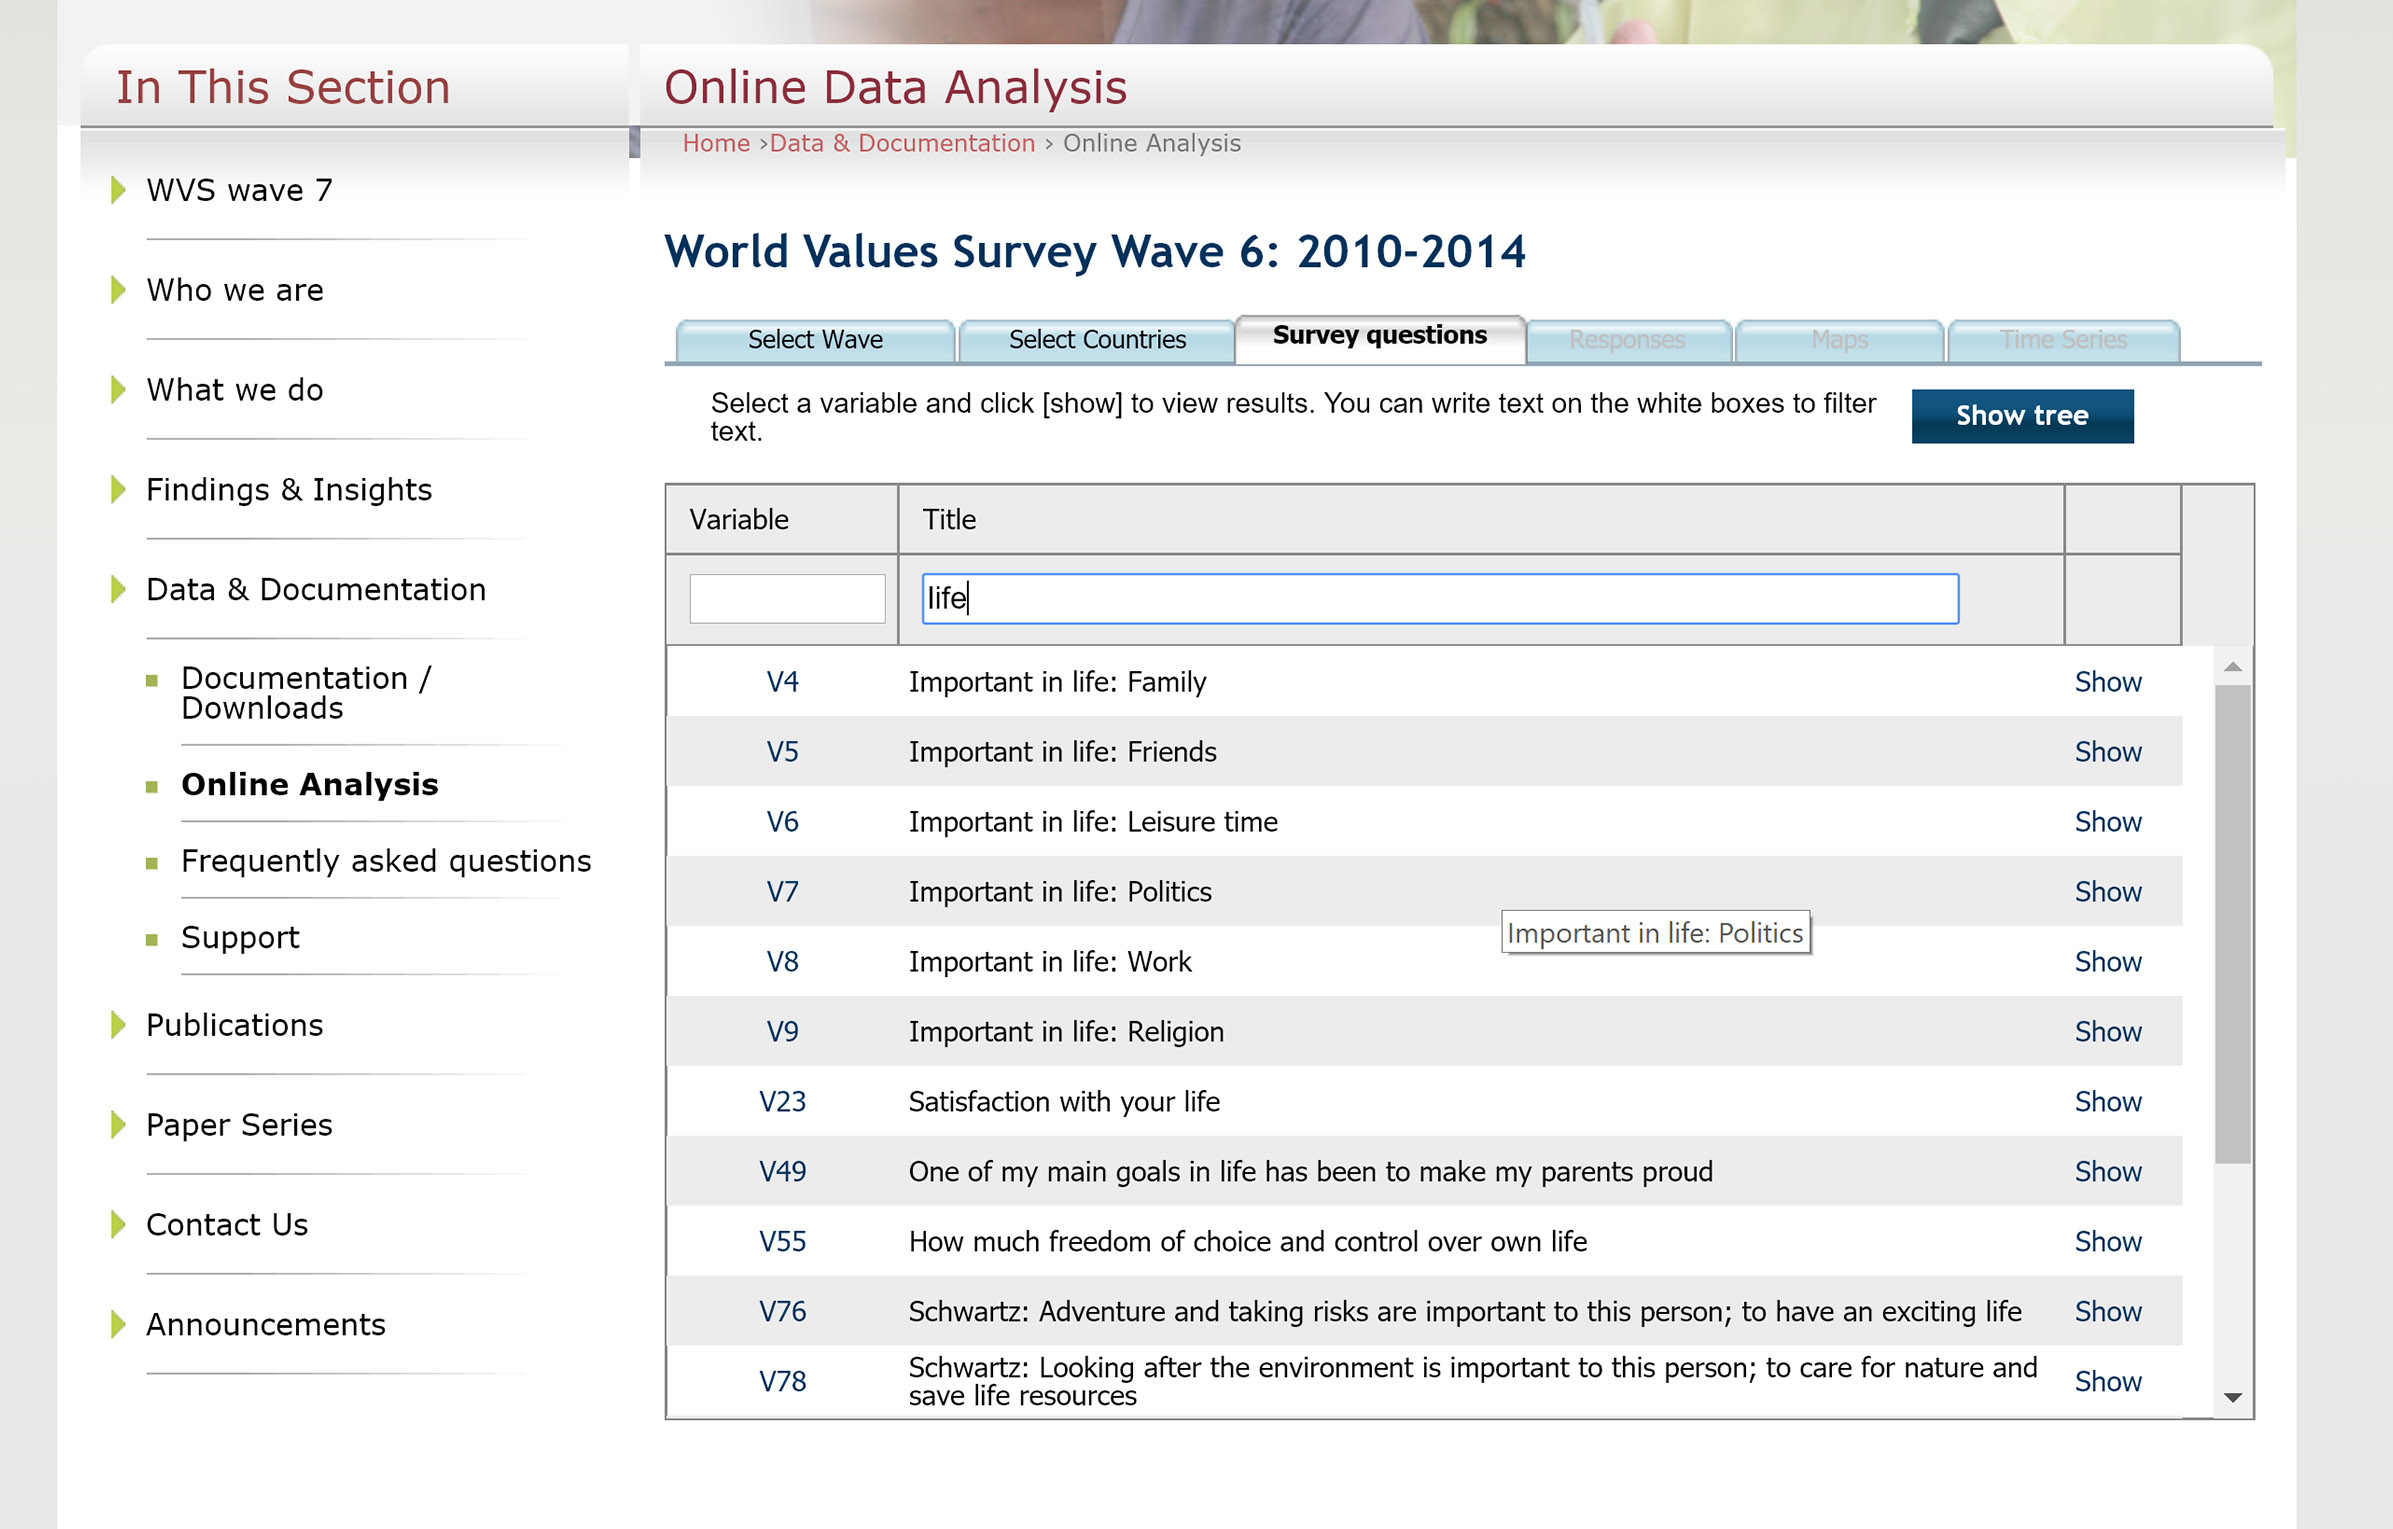 In This Section
WVS wave 7
Who we are
What we do
Findings & Insights
Data & Documentation
Documentation /
Downloads
Online Analysis
Frequently asked questions
Support
Publications
Paper Series
Contact Us
Announcements
Online Data Analysis
Home ›Data & Documentation › Online Analysis
World Values Survey Wave 6: 2010-2014
Select Wave Select Countries Survey questions Responses Maps Time Series
Select a variable and click [show] to view results. You can write text on the white boxes to filter
text.
Show tree
Variable Title
life
V4 Important in life: Family Show
V5 Important in life: Friends Show
V6 Important in life: Leisure time Show
V7 Important in life: Politics Show
Important in life: Politics
V8 Important in life: Work Show
V9 Important in life: Religion Show
V23 Satisfaction with your life Show
V49 One of my main goals in life has been to make my parents proud Show
V55 How much freedom of choice and control over own life Show
V76 Schwartz: Adventure and taking risks are important to this person; to have an exciting life Show
V78 Schwartz: Looking after the environment is important to this person; to care for nature and
save life resources Show